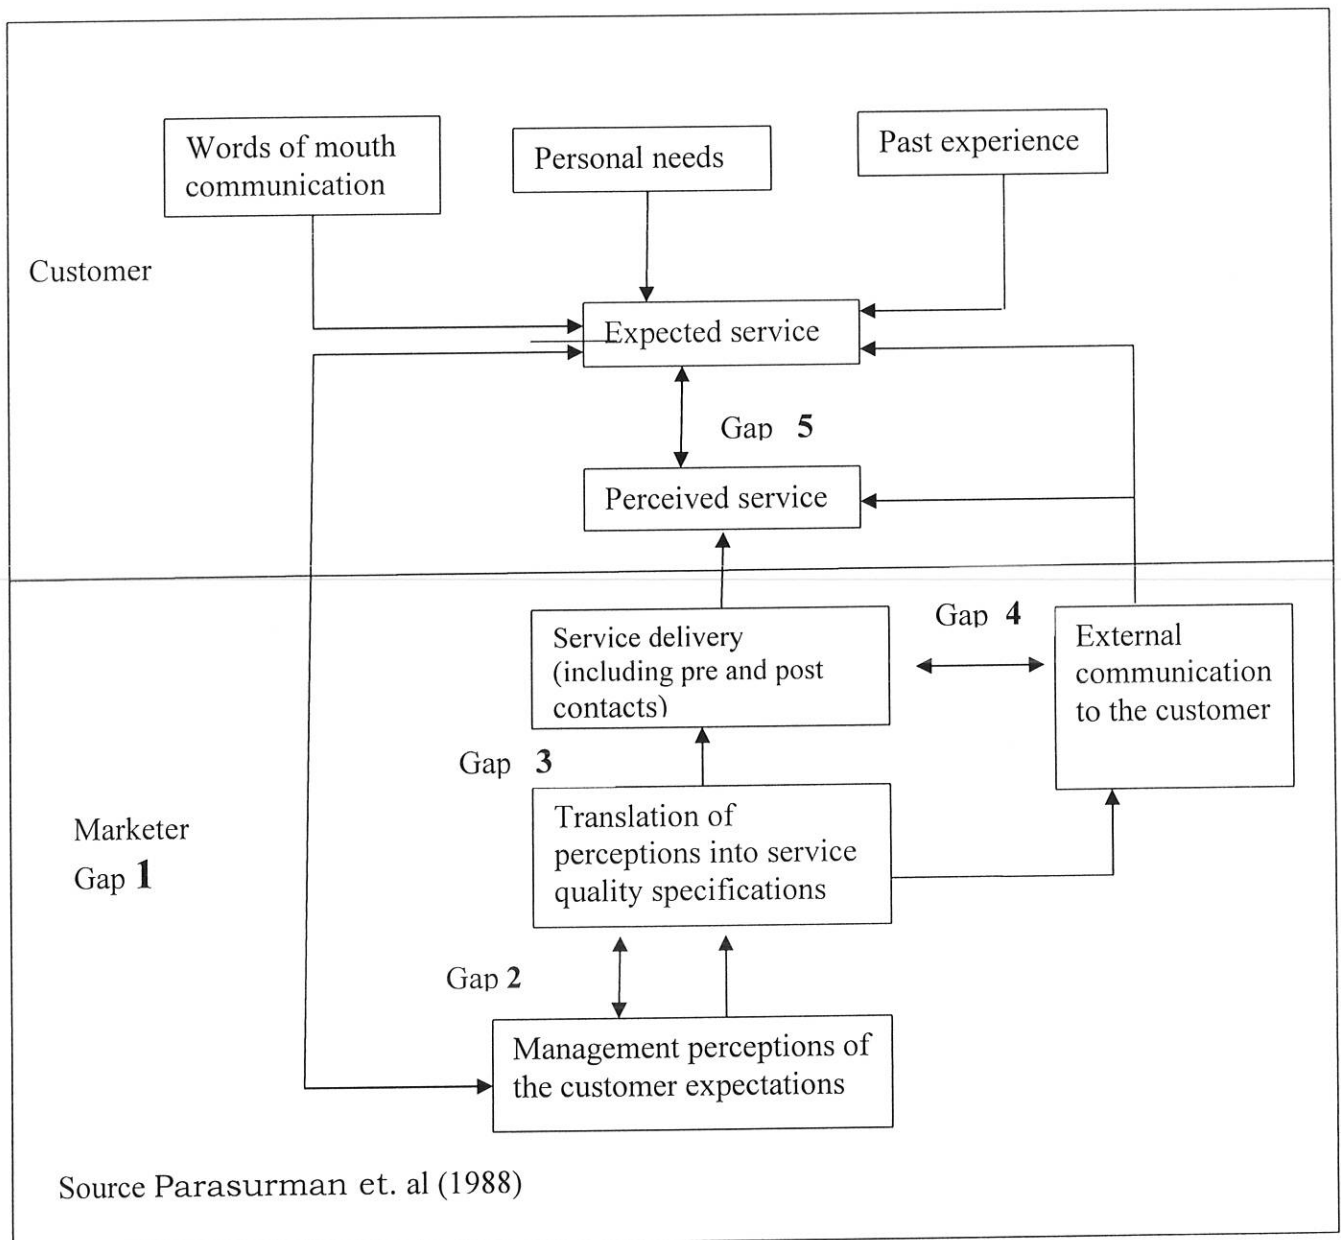 Words of mouth
communication
Personal needs
Past experience
Customer
Expected service
Gap 5
Perceived service
Service delivery
(including pre and post
contacts)
Gap 4
External
communication
to the customer
Gap 3
Translation of
perceptions into service
quality specifications
Marketer
Gap 1
Gap 2
Management perceptions of
the customer expectations
Source Parasurman et. al (1988)